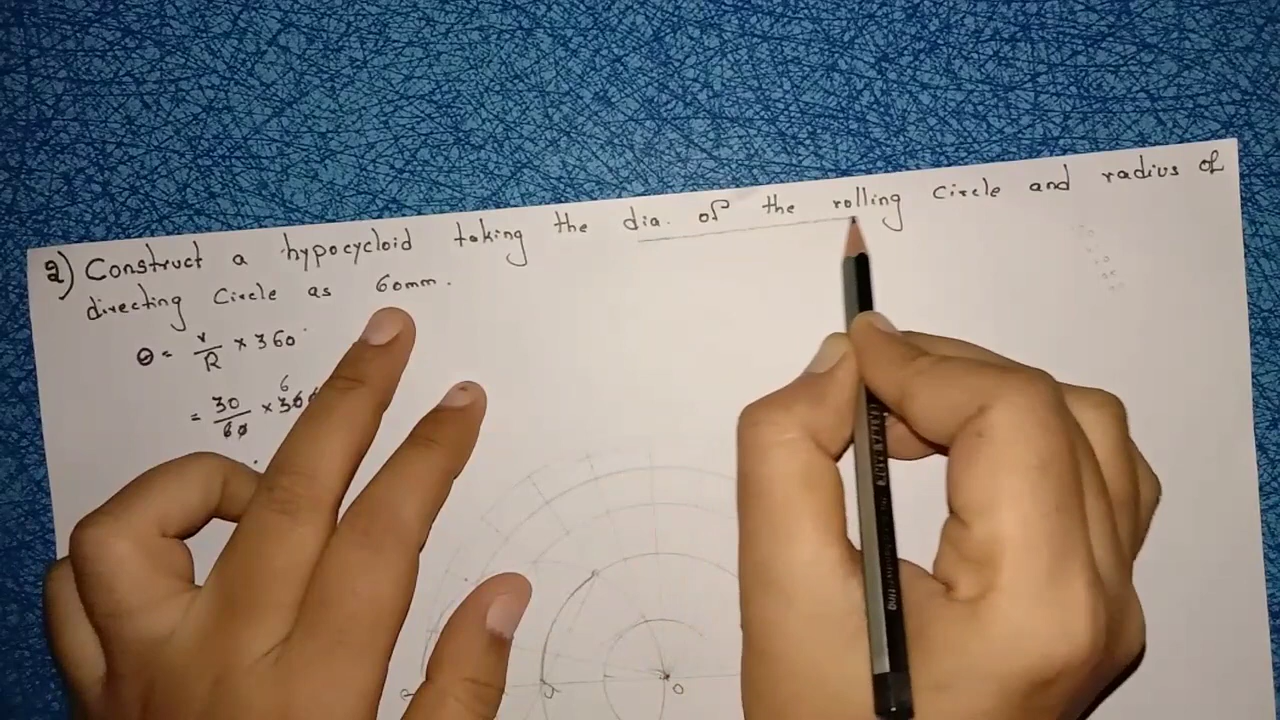 2) Construct a hypocycloid taking the dia. of the rolling circle and radius of
directing circle as 60mm.
θ = r/R × 360°
= 30/60 × 360
O